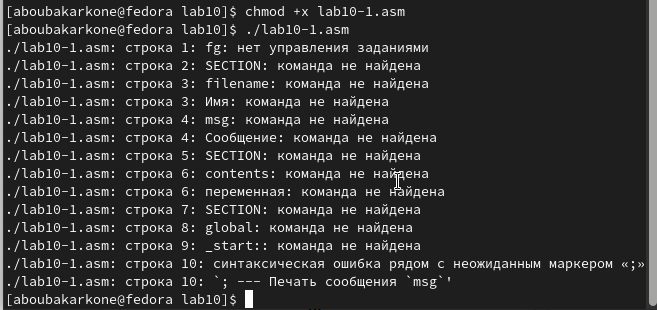 [aboubakarkone@fedora lab10]$ chmod +x lab10-1.asm
[aboubakarkone@fedora lab10]$ ./lab10-1.asm
./lab10-1.asm: строка 1: fg: нет управления заданиями
./lab10-1.asm: строка 2: SECTION: команда не найдена
./lab10-1.asm: строка 3: filename: команда не найдена
./lab10-1.asm: строка 3: Имя: команда не найдена
./lab10-1.asm: строка 4: msg: команда не найдена
./lab10-1.asm: строка 4: Сообщение: команда не найдена
./lab10-1.asm: строка 5: SECTION: команда не найдена
./lab10-1.asm: строка 6: contents: команда не найдена
./lab10-1.asm: строка 6: переменная: команда не найдена
./lab10-1.asm: строка 7: SECTION: команда не найдена
./lab10-1.asm: строка 8: global: команда не найдена
./lab10-1.asm: строка 9: _start:: команда не найдена
./lab10-1.asm: строка 10: синтаксическая ошибка рядом с неожиданным маркером «;»
./lab10-1.asm: строка 10: `; --- Печать сообщения `msg`'
[aboubakarkone@fedora lab10]$